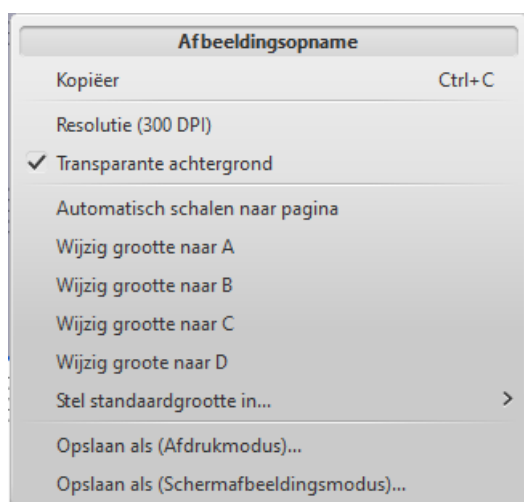 Afbeeldingsopname
Kopiëer Ctrl+C
Resolutie (300 DPI)
Transparante achtergrond
Automatisch schalen naar pagina
Wijzig grootte naar A
Wijzig grootte naar B
Wijzig grootte naar C
Wijzig groote naar D
Stel standaardgrootte in...
Opslaan als (Afdrukmodus)...
Opslaan als (Schermafbeeldingsmodus)...